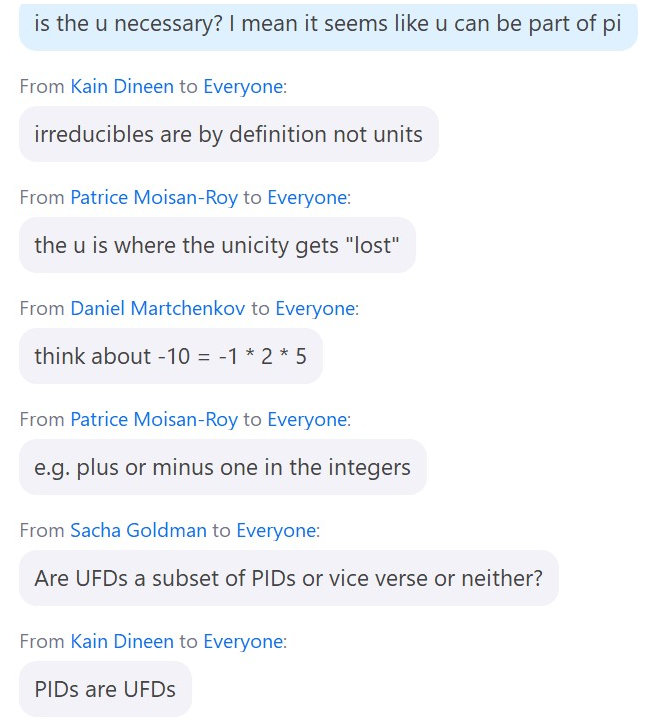 is the u necessary? I mean it seems like u can be part of pi
From Kain Dineen to Everyone:
irreducibles are by definition not units
From Patrice Moisan-Roy to Everyone:
the u is where the unicity gets "lost"
From Daniel Martchenkov to Everyone:
think about -10 = -1 * 2 * 5
From Patrice Moisan-Roy to Everyone:
e.g. plus or minus one in the integers
From Sacha Goldman to Everyone:
Are UFDs a subset of PIDs or vice verse or neither?
From Kain Dineen to Everyone:
PIDs are UFDs